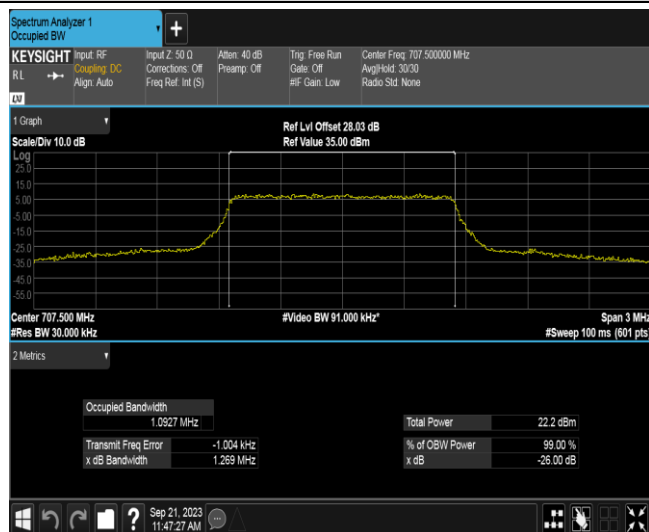 Spectrum Analyzer 1
Occupied BW
+
KEYSIGHT Input: RF Input Z: 50 Ω Atten: 40 dB Trig: Free Run Center Freq: 707.500000 MHz
RL Coupling: DC Corrections: Off Preamp: Off Gate: Off Avg|Hold: 30/30
Align: Auto Freq Ref: Int (S) #IF Gain: Low Radio Std: None
LXI
1 Graph
Ref Lvl Offset 28.03 dB
Scale/Div 10.0 dB Ref Value 35.00 dBm
Log
25.0
15.0
5.00
-5.00
-15.0
-25.0
-35.0
-45.0
-55.0
Center 707.500 MHz #Video BW 91.000 kHz* Span 3 MHz
#Res BW 30.000 kHz #Sweep 100 ms (601 pts)
2 Metrics
Occupied Bandwidth
1.0927 MHz Total Power 22.2 dBm
Transmit Freq Error -1.004 kHz % of OBW Power 99.00 %
x dB Bandwidth 1.269 MHz x dB -26.00 dB
?
Sep 21, 2023
11:47:27 AM